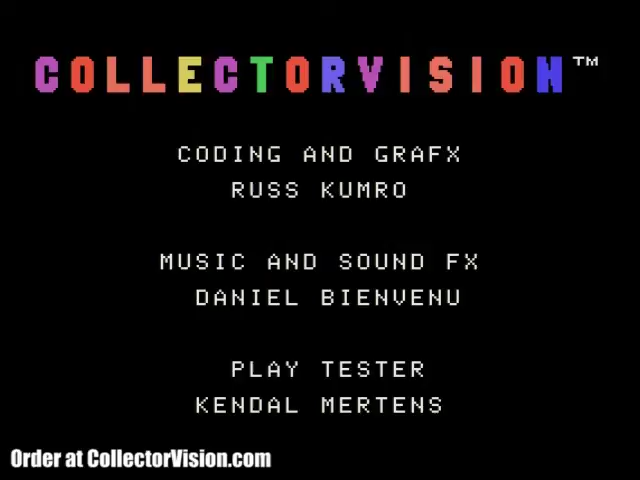 COLLECTORVISION™
CODING AND GRAFX
RUSS KUMRO
MUSIC AND SOUND FX
DANIEL BIENVENU
PLAY TESTER
KENDAL MERTENS
Order at CollectorVision.com